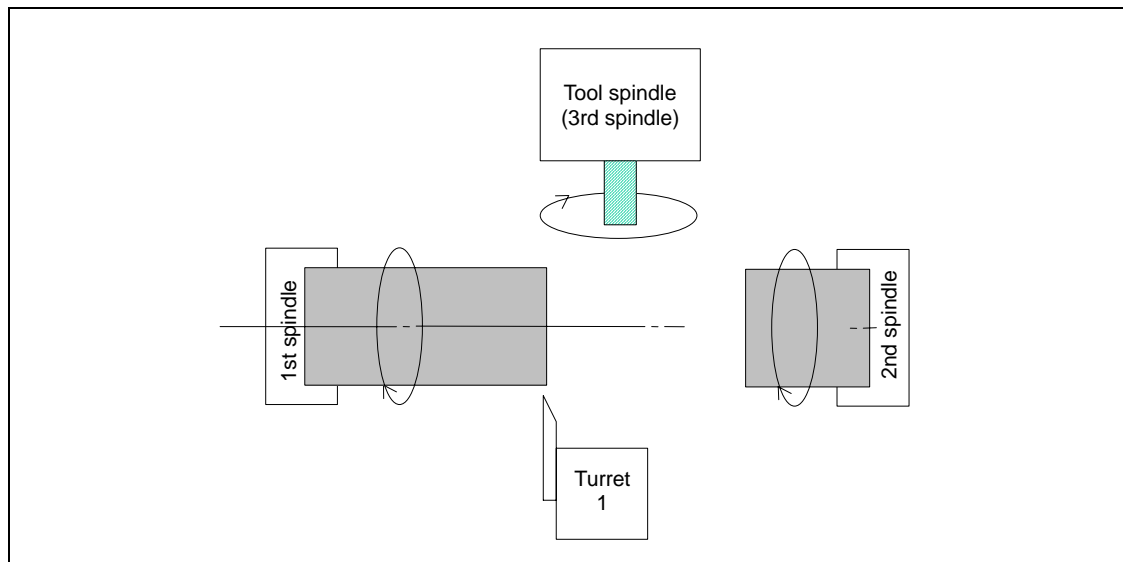 Tool spindle
(3rd spindle)
1st spindle
2nd spindle
Turret
1